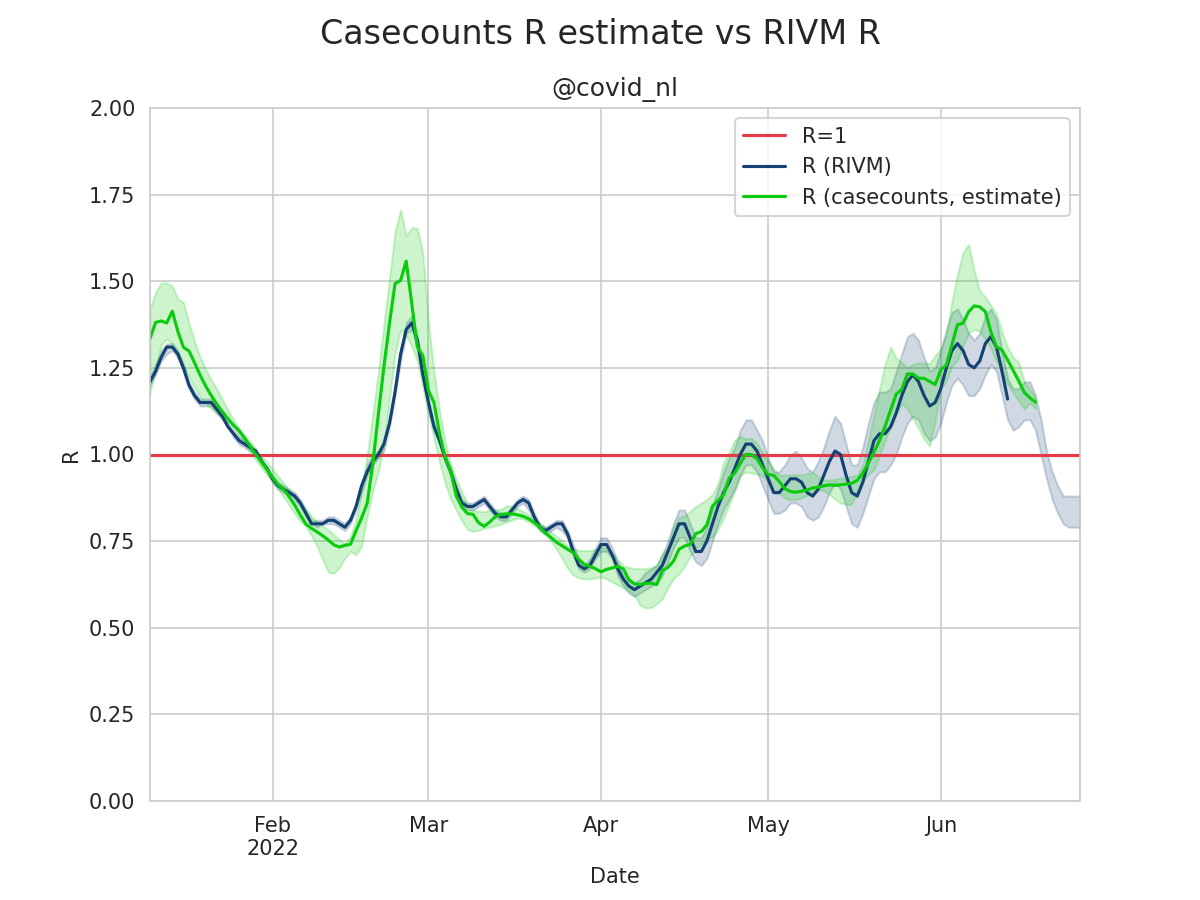 Casecounts R estimate vs RIVM R
@covid_nl
2.00
1.75
1.50
1.25
1.00
0.75
0.50
0.25
0.00
R
R=1
R (RIVM)
R (casecounts, estimate)
Feb Mar Apr May Jun
2022
Date